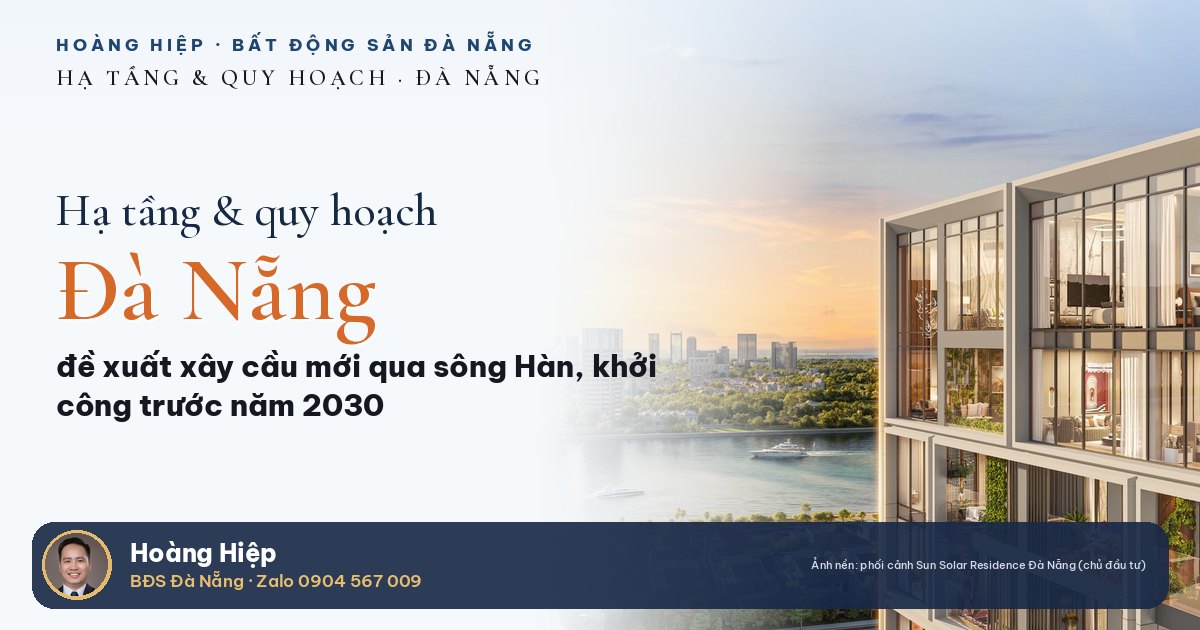 HOÀNG HIỆP · BẤT ĐỘNG SẢN ĐÀ NẴNG
HẠ TẦNG & QUY HOẠCH · ĐÀ NẴNG
Hạ tầng & quy hoạch
Đà Nẵng
đề xuất xây cầu mới qua sông Hàn, khởi
công trước năm 2030
Hoàng Hiệp
BĐS Đà Nẵng · Zalo 0904 567 009
Ảnh nền: phối cảnh Sun Solar Residence Đà Nẵng (chủ đầu tư)